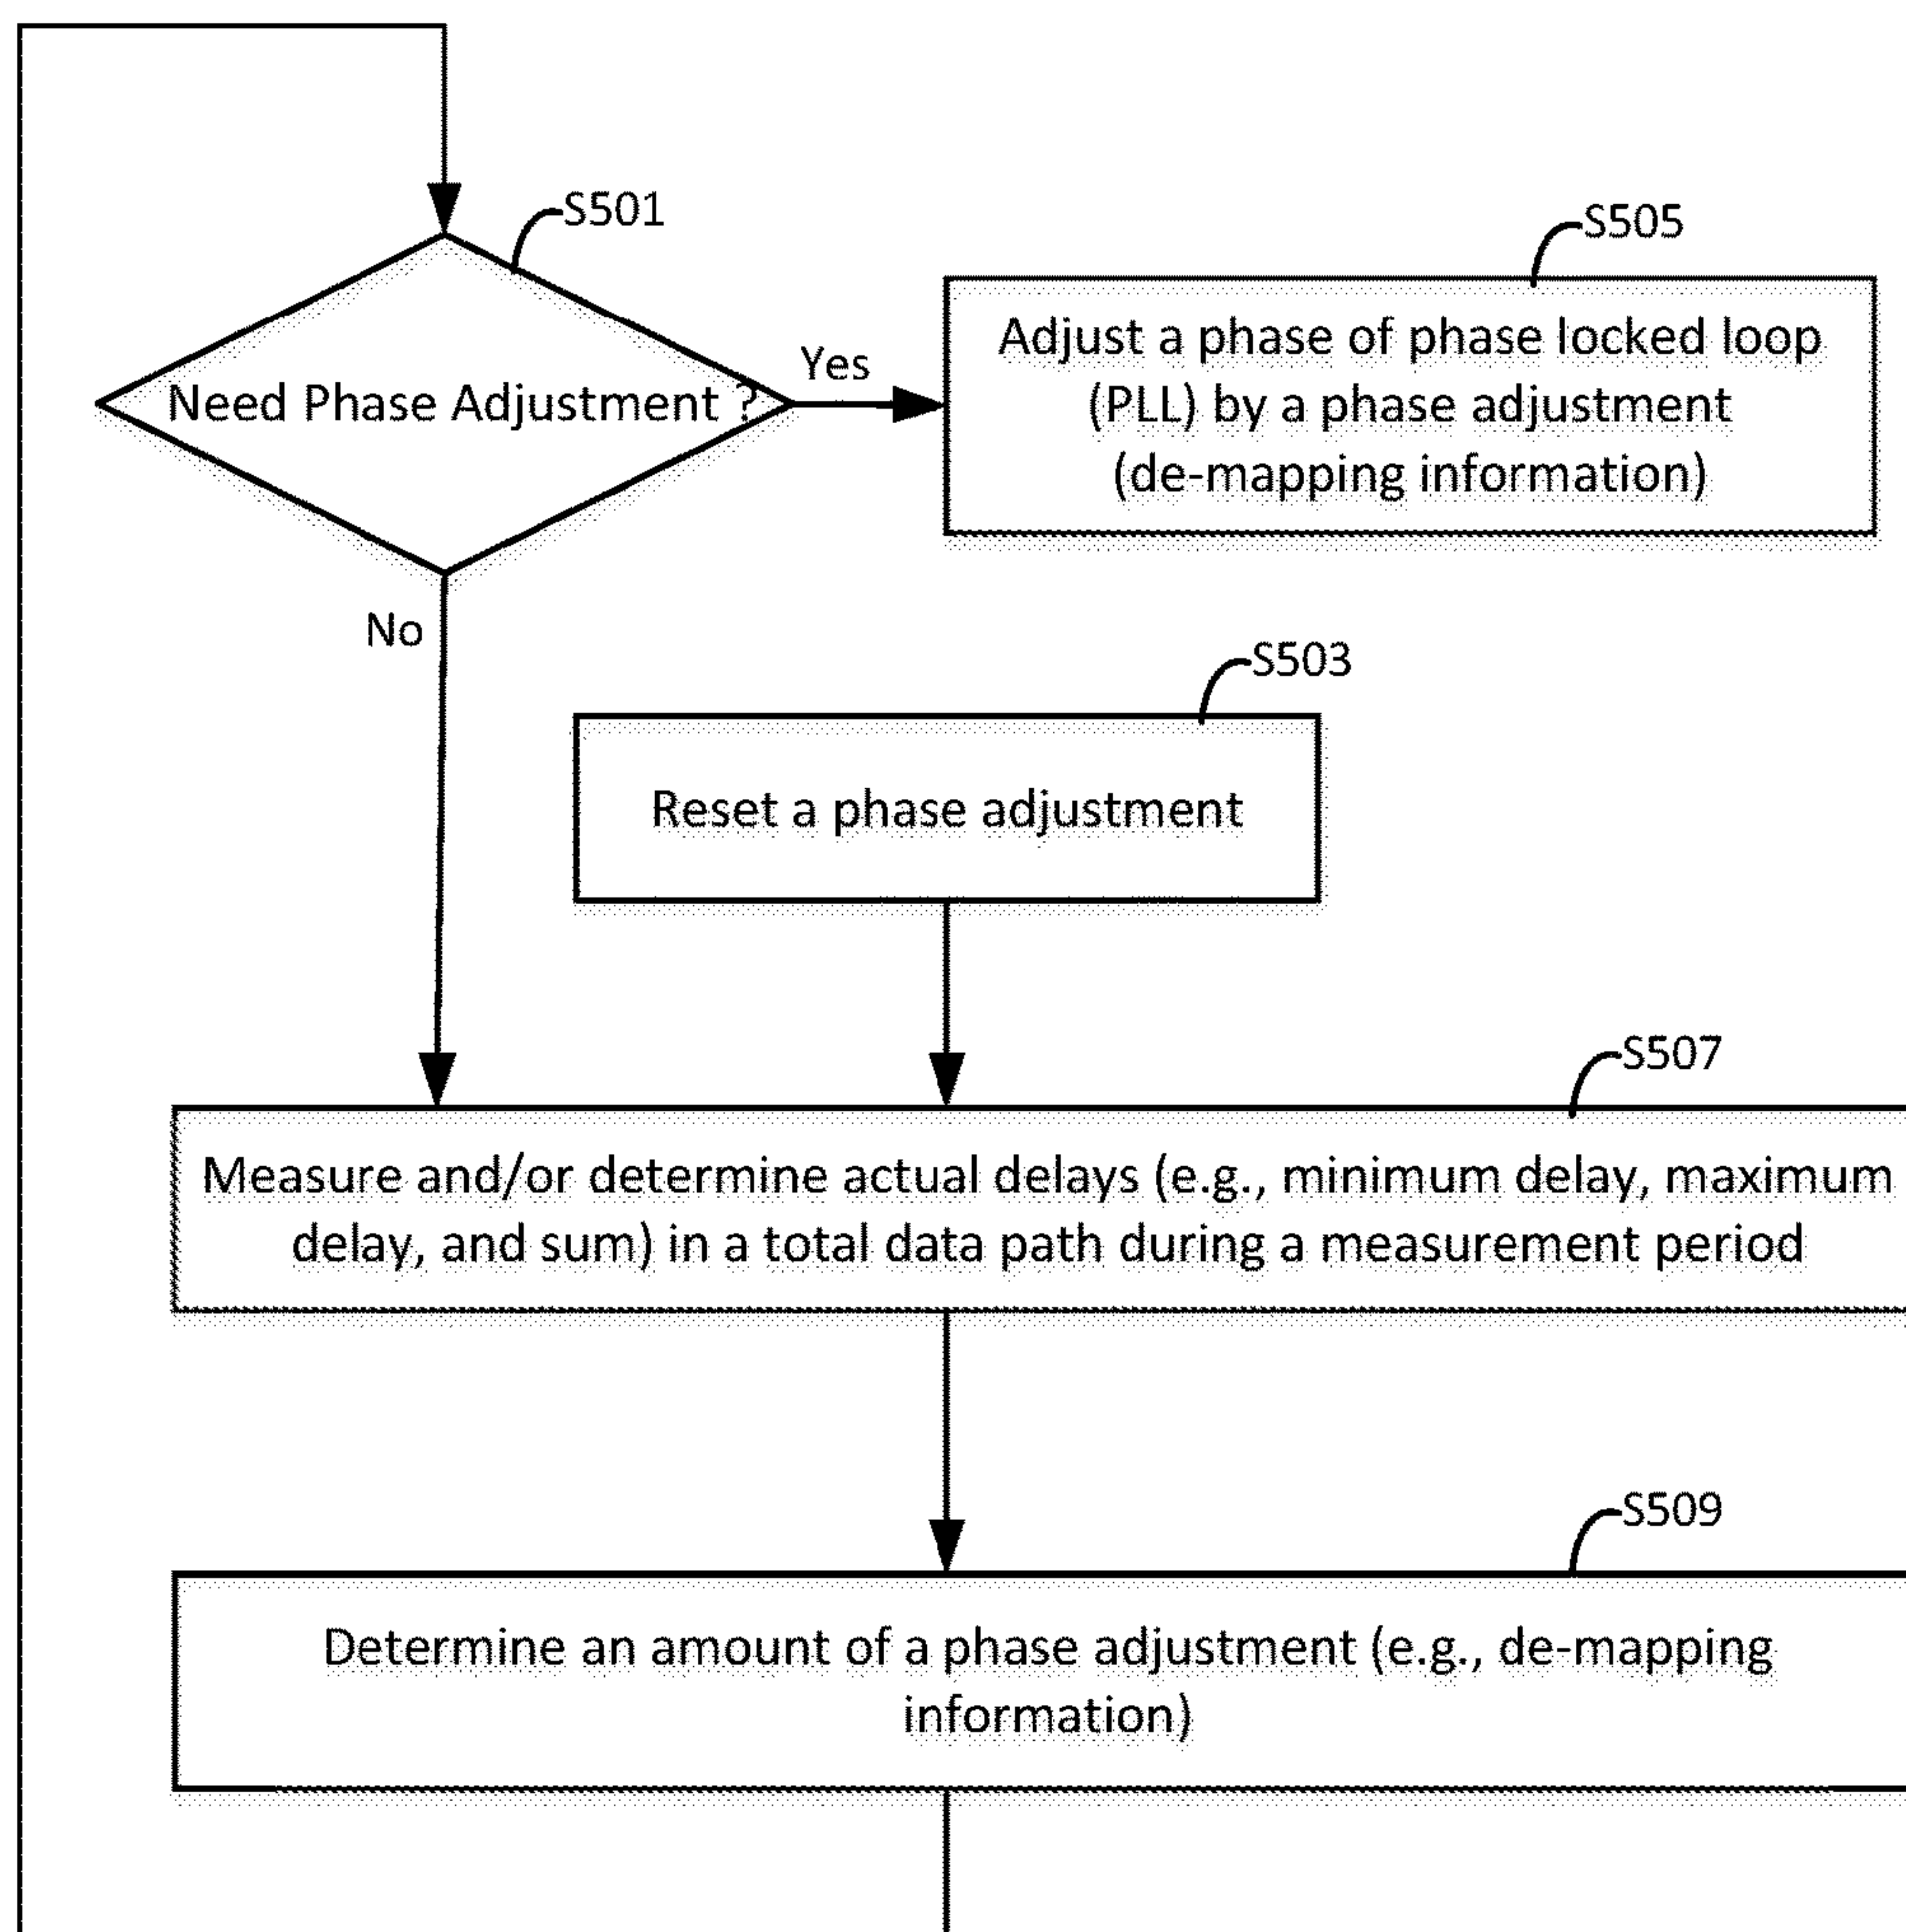 S501
S505
Adjust a phase of phase locked loop
(PLL) by a phase adjustment
(de-mapping information)
Yes
Need Phase Adjustment ?
No
S503
Reset a phase adjustment
S507
Measure and/or determine actual delays (e.g., minimum delay, maximum
delay, and sum) in a total data path during a measurement period
S509
Determine an amount of a phase adjustment (e.g., de-mapping
information)